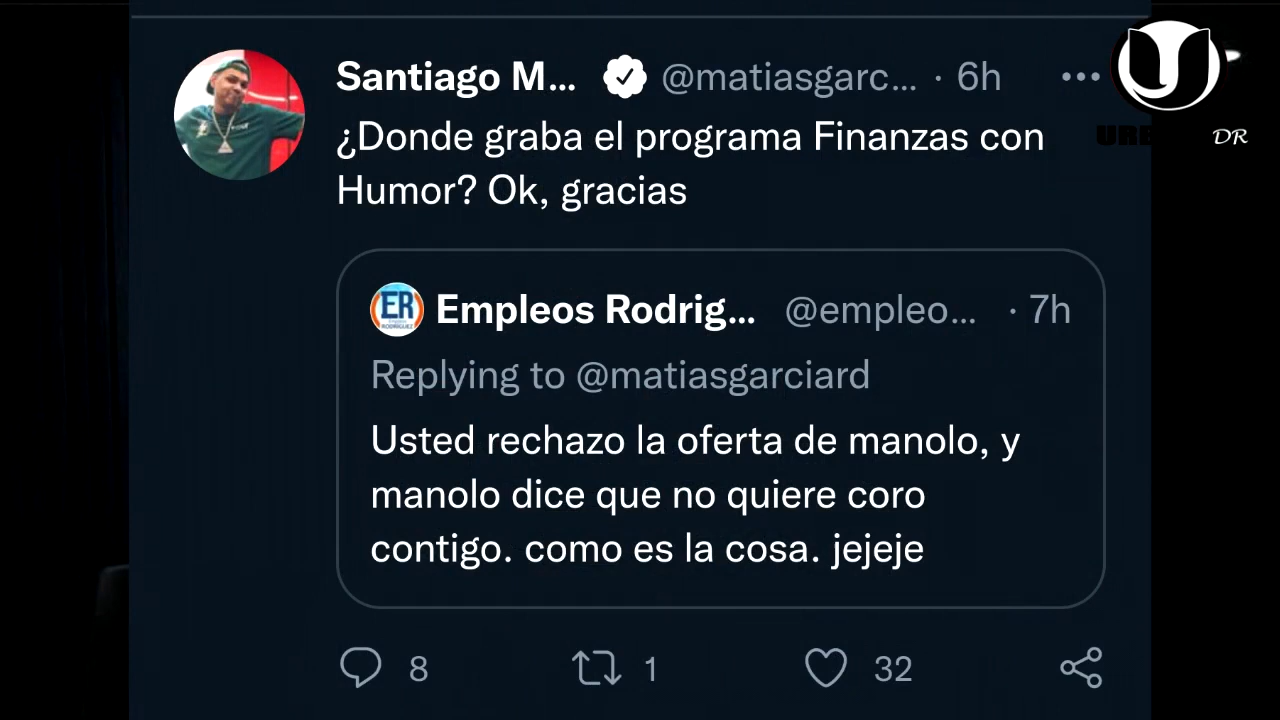 Santiago M... @matiasgarc... · 6h
¿Donde graba el programa Finanzas con
Humor? Ok, gracias
ER
RODRÍGUEZ
Empleos Rodrig... @empleo... · 7h
Replying to @matiasgarciard
Usted rechazo la oferta de manolo, y
manolo dice que no quiere coro
contigo. como es la cosa. jejeje
8 1 32
U
DR